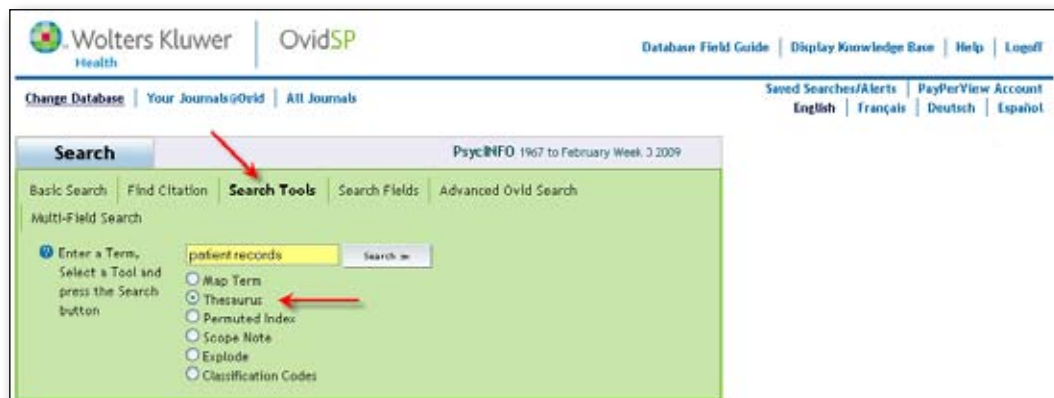 Wolters Kluwer | OvidSP
Health
Database Field Guide | Display Knowledge Base | Help | Logoff
Change Database | Your Journals@Ovid | All Journals
Saved Searches/Alerts | PayPerView Account
English | Français | Deutsch | Español
Search
PsycINFO 1967 to February Week 3 2009
Basic Search | Find Citation | Search Tools | Search Fields | Advanced Ovid Search
Multi-Field Search
Enter a Term,
Select a Tool and
press the Search
button
patient records
Search »
Map Term
Thesaurus
Permuted Index
Scope Note
Explode
Classification Codes